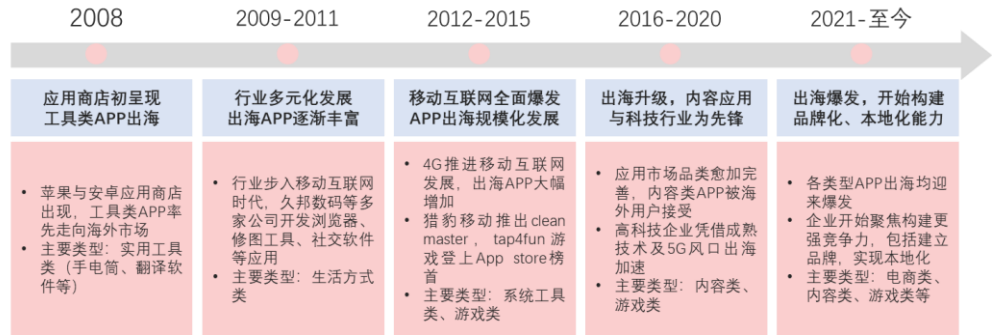 2008
2009-2011
2012-2015
2016-2020
2021-至今
应用商店初呈现
工具类APP出海
行业多元化发展
出海APP逐渐丰富
移动互联网全面爆发
APP出海规模化发展
出海升级，内容应用
与科技行业为先锋
出海爆发，开始构建
品牌化、本地化能力
• 苹果与安卓应用商店
出现，工具类APP率
先走向海外市场
• 主要类型：实用工具
类（手电筒、翻译软
件等）
• 行业步入移动互联网
时代，久邦数码等多
家公司开发浏览器、
修图工具、社交软件
等应用
• 主要类型：生活方式
类
• 4G推进移动互联网
发展，出海APP大幅
增加
• 猎豹移动推出clean
master，tap4fun游
戏登上App store榜
首
• 主要类型：系统工具
类、游戏类
• 应用市场品类愈加完
善，内容类APP被海
外用户接受
• 高科技企业凭借成熟
技术及5G风口出海
加速
• 主要类型：内容类、
游戏类
• 各类型APP出海均迎
来爆发
• 企业开始聚焦构建更
强竞争力，包括建立
品牌，实现本地化
• 主要类型：电商类、
内容类、游戏类等